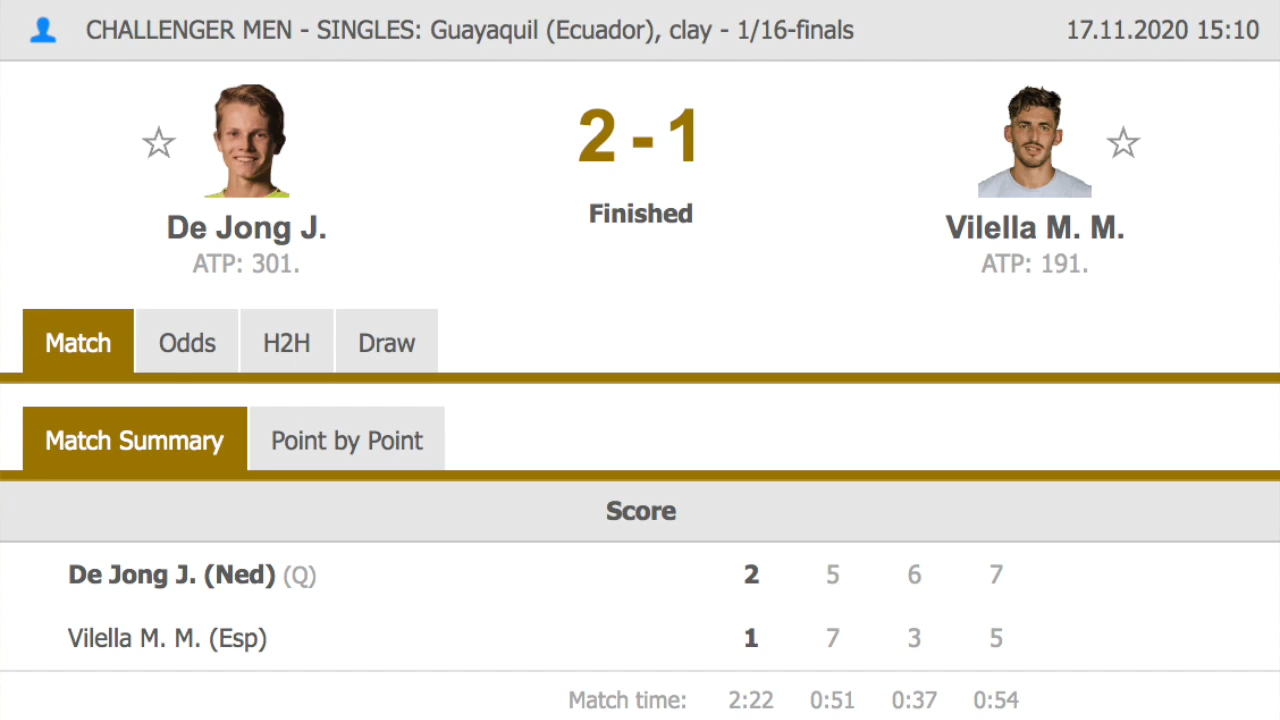 CHALLENGER MEN - SINGLES: Guayaquil (Ecuador), clay - 1/16-finals 17.11.2020 15:10
2 - 1
Finished
De Jong J. Vilella M. M.
ATP: 301. ATP: 191.
Match Odds H2H Draw
Match Summary Point by Point
Score
De Jong J. (Ned) (Q) 2 5 6 7
Vilella M. M. (Esp) 1 7 3 5
Match time: 2:22 0:51 0:37 0:54